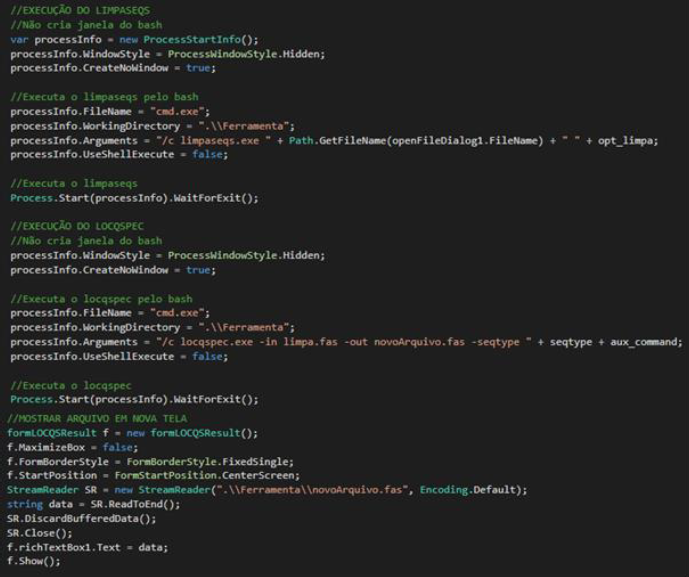 //EXECUÇÃO DO LIMPASEQS
//Não cria janela do bash
var processInfo = new ProcessStartInfo();
processInfo.WindowStyle = ProcessWindowStyle.Hidden;
processInfo.CreateNoWindow = true;

//Executa o limpaseqs pelo bash
processInfo.FileName = "cmd.exe";
processInfo.WorkingDirectory = ".\\Ferramenta";
processInfo.Arguments = "/c limpaseqs.exe " + Path.GetFileName(openFileDialog1.FileName) + " " + opt_limpa;
processInfo.UseShellExecute = false;

//Executa o limpaseqs
Process.Start(processInfo).WaitForExit();

//EXECUÇÃO DO LOCQSPEC
//Não cria janela do bash
processInfo.WindowStyle = ProcessWindowStyle.Hidden;
processInfo.CreateNoWindow = true;

//Executa o locqspec pelo bash
processInfo.FileName = "cmd.exe";
processInfo.WorkingDirectory = ".\\Ferramenta";
processInfo.Arguments = "/c locqspec.exe -in limpa.fas -out novoArquivo.fas -seqtype " + seqtype + aux_command;
processInfo.UseShellExecute = false;

//Executa o locqspec
Process.Start(processInfo).WaitForExit();
//MOSTRAR ARQUIVO EM NOVA TELA
formLOCQSResult f = new formLOCQSResult();
f.MaximizeBox = false;
f.FormBorderStyle = FormBorderStyle.FixedSingle;
f.StartPosition = FormStartPosition.CenterScreen;
StreamReader SR = new StreamReader(".\\Ferramenta\\novoArquivo.fas", Encoding.Default);
string data = SR.ReadToEnd();
SR.DiscardBufferedData();
SR.Close();
f.richTextBox1.Text = data;
f.Show();